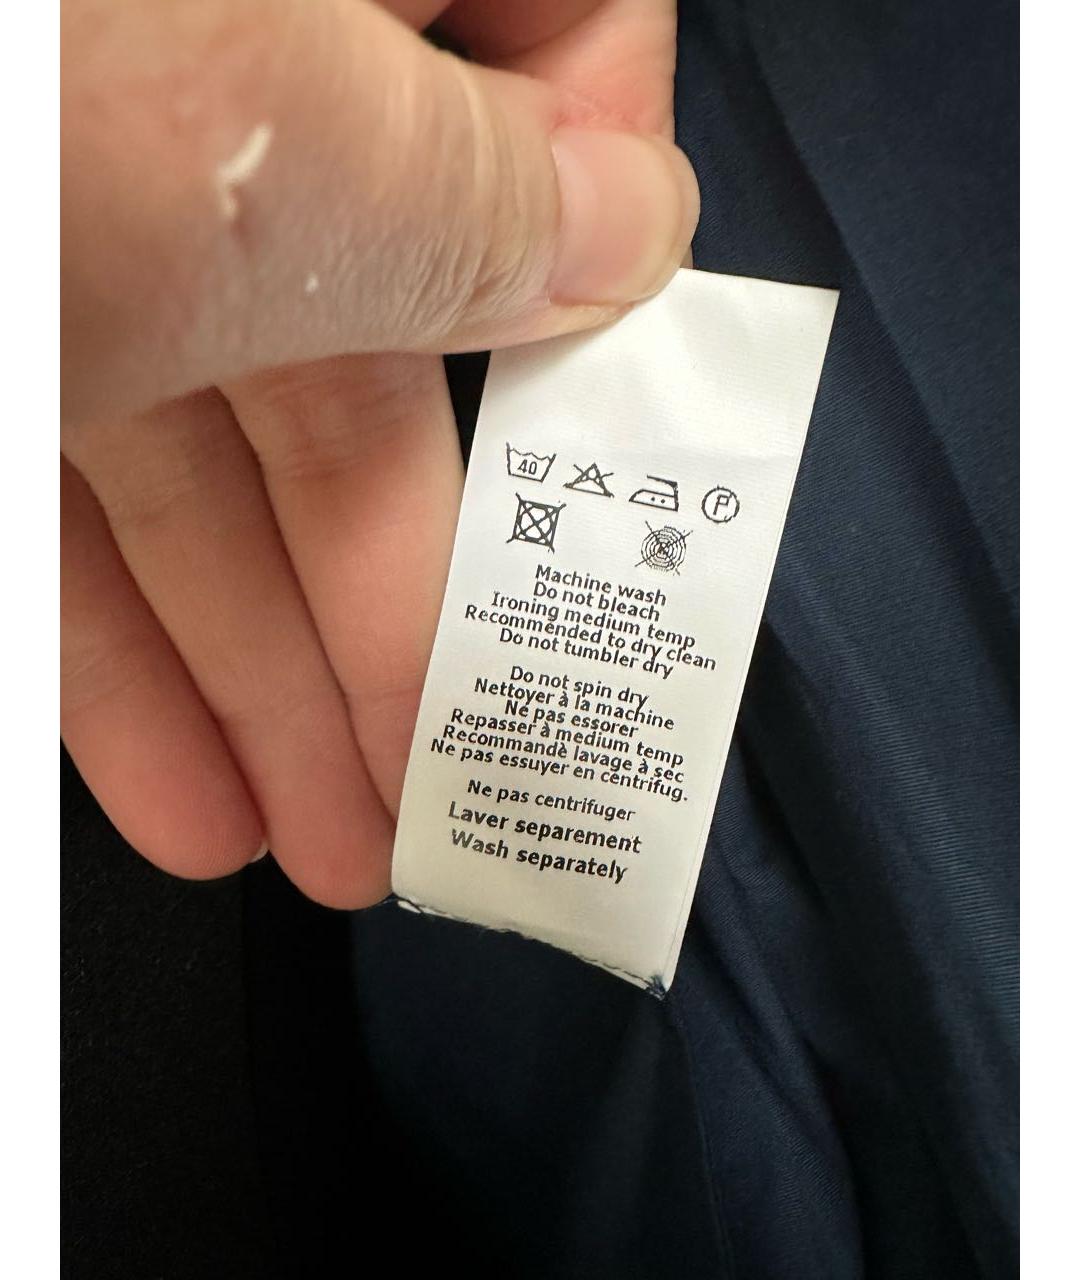 40 P
Machine wash
Do not bleach
Ironing medium temp
Recommended to dry clean
Do not tumbler dry
Do not spin dry
Nettoyer à la machine
Ne pas essorer
Repasser à medium temp
Recommandè lavage à sec
Ne pas essuyer en centrifug.
Ne pas centrifuger
Laver separement
Wash separately